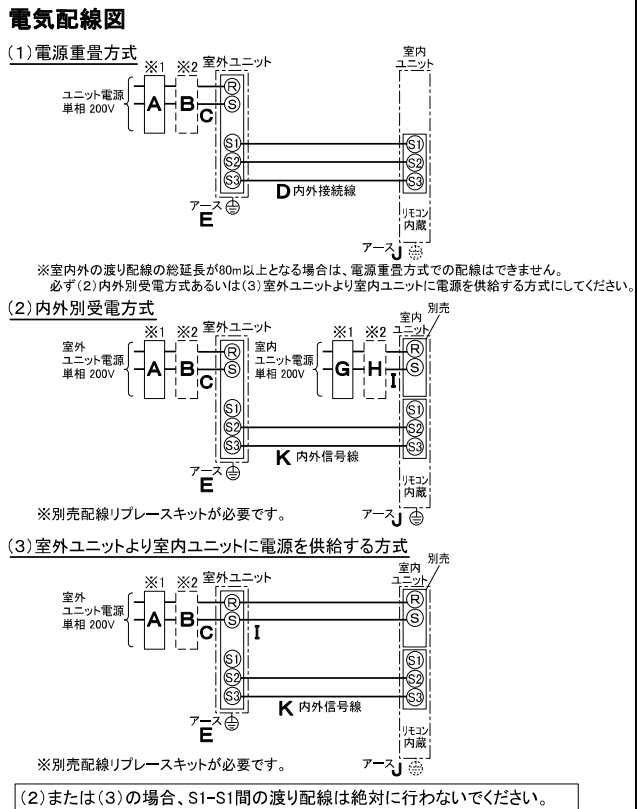 電気配線図
(1)電源重畳方式
※1 ※2 室外ユニット
室内
ユニット
ユニット電源
単相 200V
A B C
R
S
S1 S1
S2 S2
S3 S3
D 内外接続線
アース
E
リモコン
内蔵
アース J
※室内外の渡り配線の総延長が80m以上となる場合は、電源重畳方式での配線はできません。
必ず(2)内外別受電方式あるいは(3)室外ユニットより室内ユニットに電源を供給する方式にしてください。
(2)内外別受電方式
※1 ※2 室外ユニット
※1 ※2
室内
ユニット
別売
室外
ユニット電源
単相 200V
A B C
R
S
室内
ユニット電源
単相 200V
G H I
R
S
S1 S1
S2 S2
S3 S3
K 内外信号線
アース
E
リモコン
内蔵
アース J
※別売配線リプレースキットが必要です。
(3)室外ユニットより室内ユニットに電源を供給する方式
※1 ※2 室外ユニット
室内
ユニット
別売
室外
ユニット電源
単相 200V
A B C
R R
S S
I
S1 S1
S2 S2
S3 S3
K 内外信号線
アース
E
リモコン
内蔵
アース J
※別売配線リプレースキットが必要です。
(2)または(3)の場合、S1-S1間の渡り配線は絶対に行わないでください。